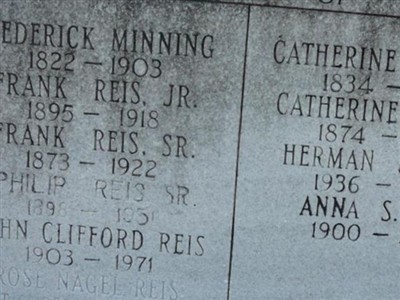 EDERICK MINNING
1822 – 1903
FRANK REIS, JR.
1895 – 1918
FRANK REIS, SR.
1873 – 1922
PHILIP REIS SR.
HN CLIFFORD REIS
1903 – 1971
ROSE NAGEL REIS
CATHERINE
1834 –
CATHERINE
1874 –
HERMAN
1936 –
ANNA S.
1900 –